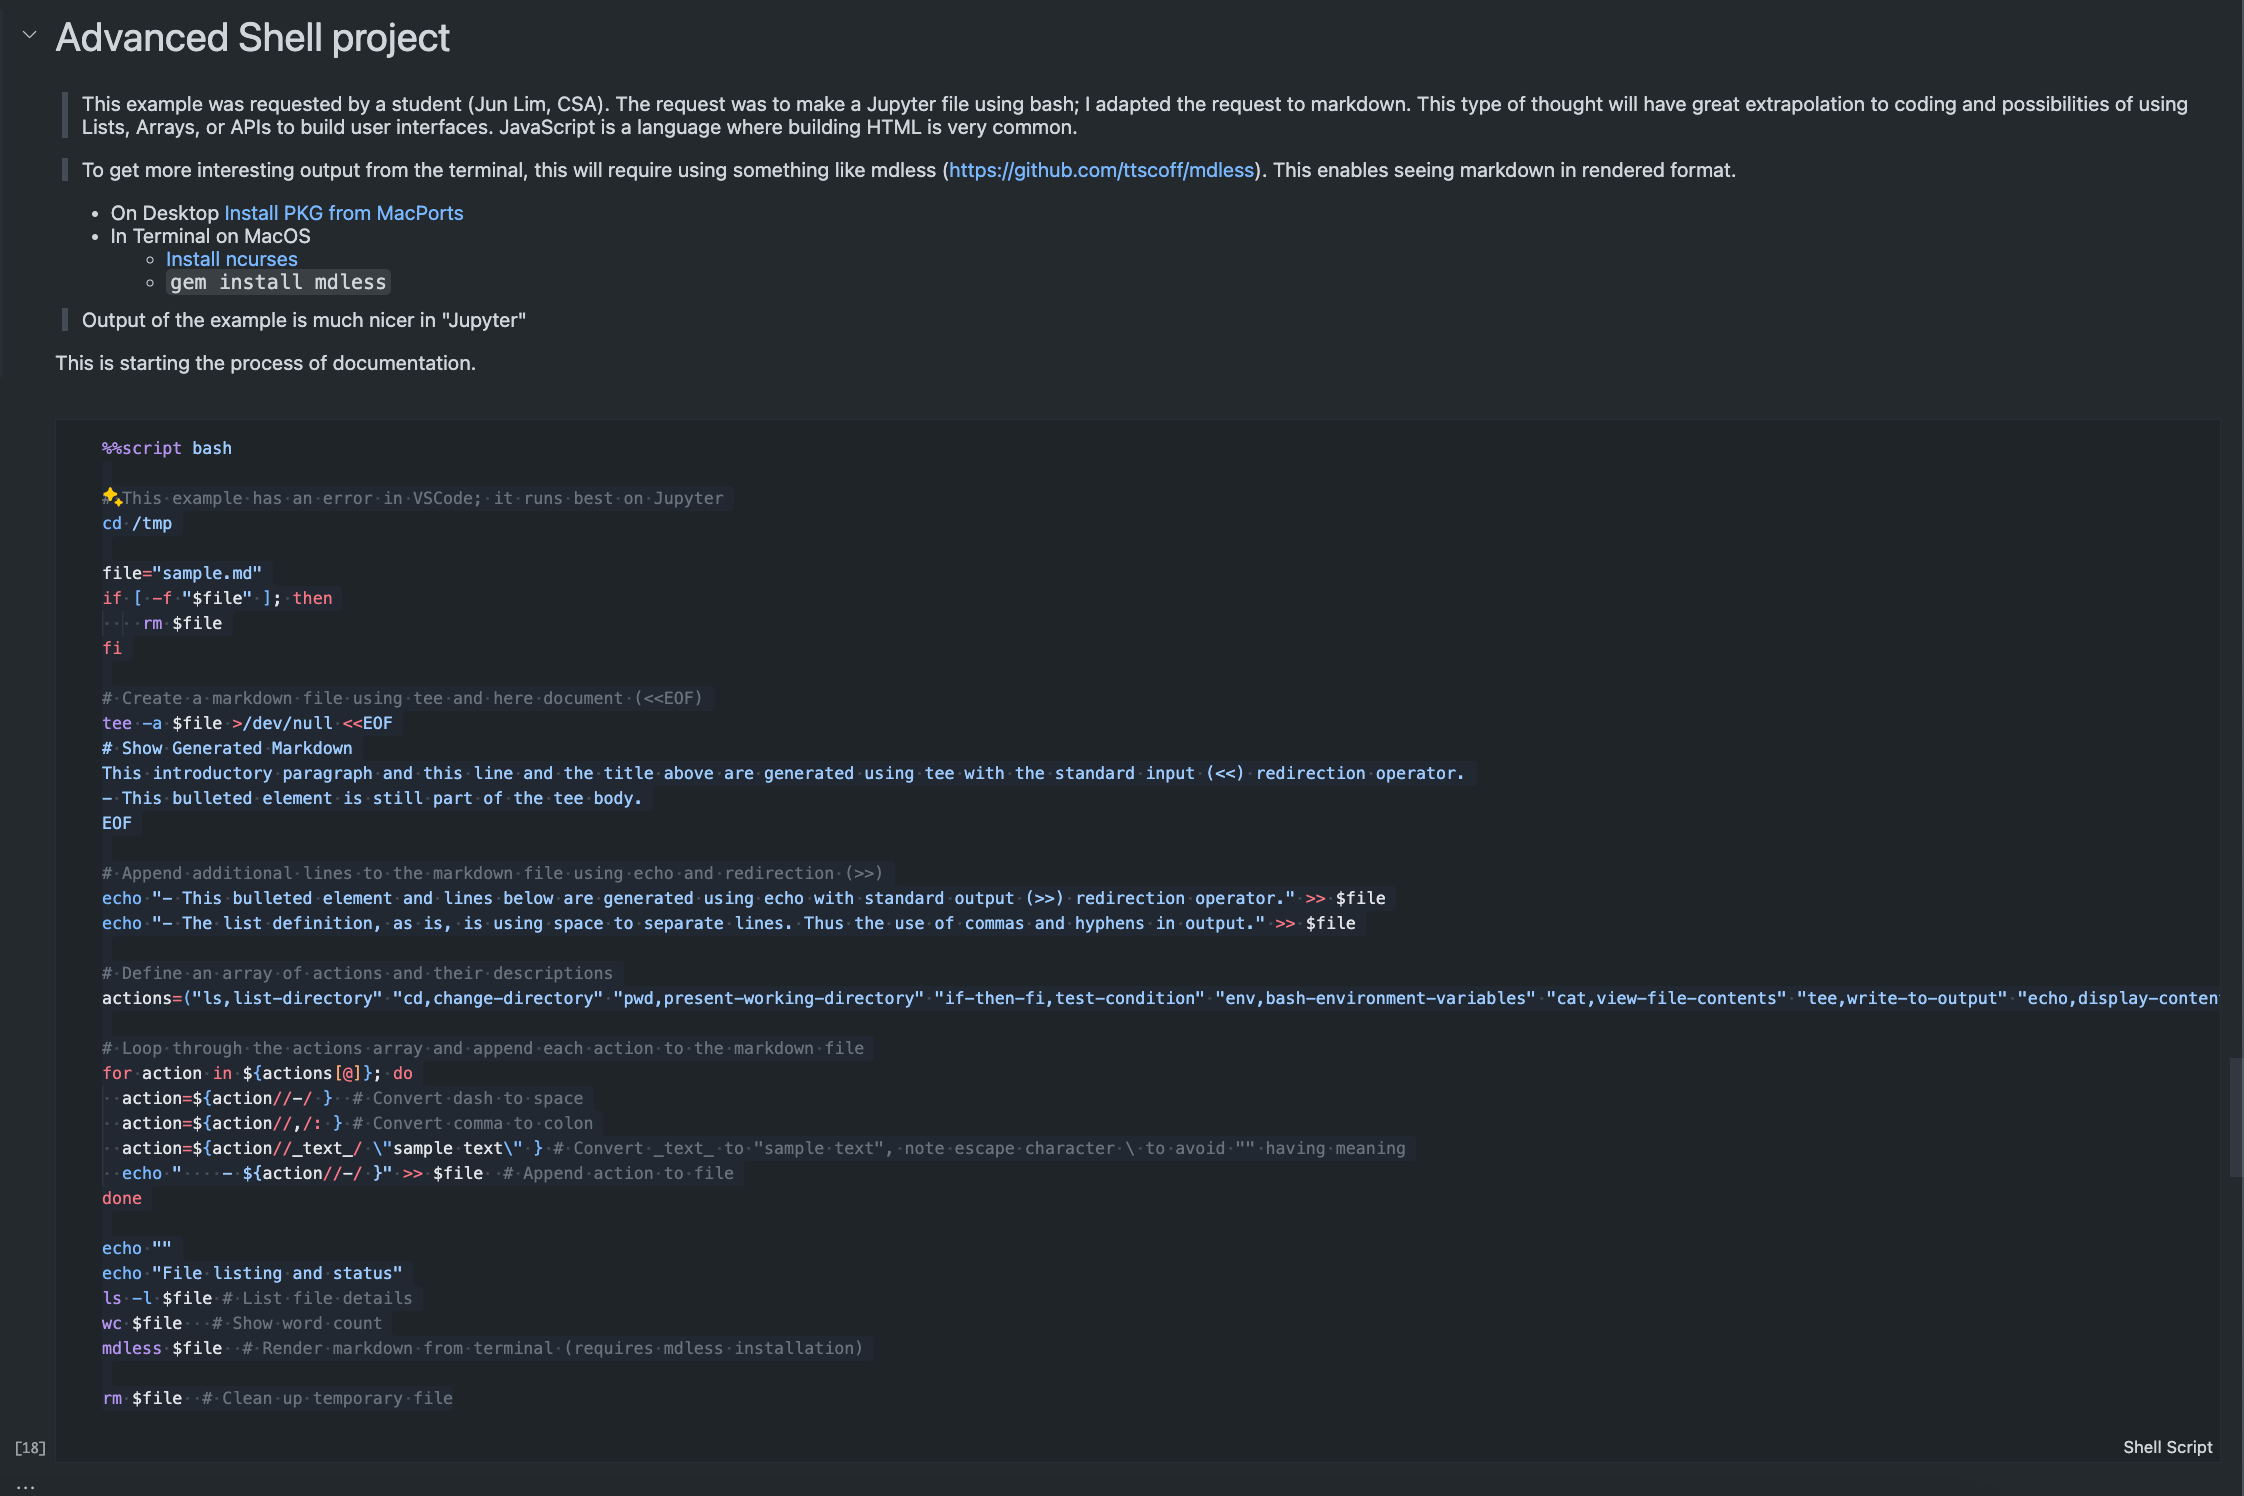 Advanced Shell project
This example was requested by a student (Jun Lim, CSA). The request was to make a Jupyter file using bash; I adapted the request to markdown. This type of thought will have great extrapolation to coding and possibilities of using
Lists, Arrays, or APIs to build user interfaces. JavaScript is a language where building HTML is very common.
To get more interesting output from the terminal, this will require using something like mdless (https://github.com/ttscoff/mdless). This enables seeing markdown in rendered format.
• On Desktop Install PKG from MacPorts
• In Terminal on MacOS
◦ Install ncurses
◦ gem install mdless
Output of the example is much nicer in "Jupyter"
This is starting the process of documentation.
%%script bash
# This example has an error in VSCode; it runs best on Jupyter
cd /tmp
file="sample.md"
if [ -f "$file" ]; then
    rm $file
fi
# Create a markdown file using tee and here document (<<EOF)
tee -a $file >/dev/null <<EOF
# Show Generated Markdown
This introductory paragraph and this line and the title above are generated using tee with the standard input (<<) redirection operator.
- This bulleted element is still part of the tee body.
EOF
# Append additional lines to the markdown file using echo and redirection (>>)
echo "- This bulleted element and lines below are generated using echo with standard output (>>) redirection operator." >> $file
echo "- The list definition, as is, is using space to separate lines. Thus the use of commas and hyphens in output." >> $file
# Define an array of actions and their descriptions
actions=("ls,list-directory" "cd,change-directory" "pwd,present-working-directory" "if-then-fi,test-condition" "env,bash-environment-variables" "cat,view-file-contents" "tee,write-to-output" "echo,display-conten
# Loop through the actions array and append each action to the markdown file
for action in ${actions[@]}; do
  action=${action//-/ }  # Convert dash to space
  action=${action//,/: } # Convert comma to colon
  action=${action//_text_/ \"sample text\" } # Convert _text_ to "sample text", note escape character \ to avoid "" having meaning
  echo "    - ${action//-/ }" >> $file  # Append action to file
done
echo ""
echo "File listing and status"
ls -l $file # List file details
wc $file   # Show word count
mdless $file  # Render markdown from terminal (requires mdless installation)
rm $file  # Clean up temporary file
[18]
Shell Script
...